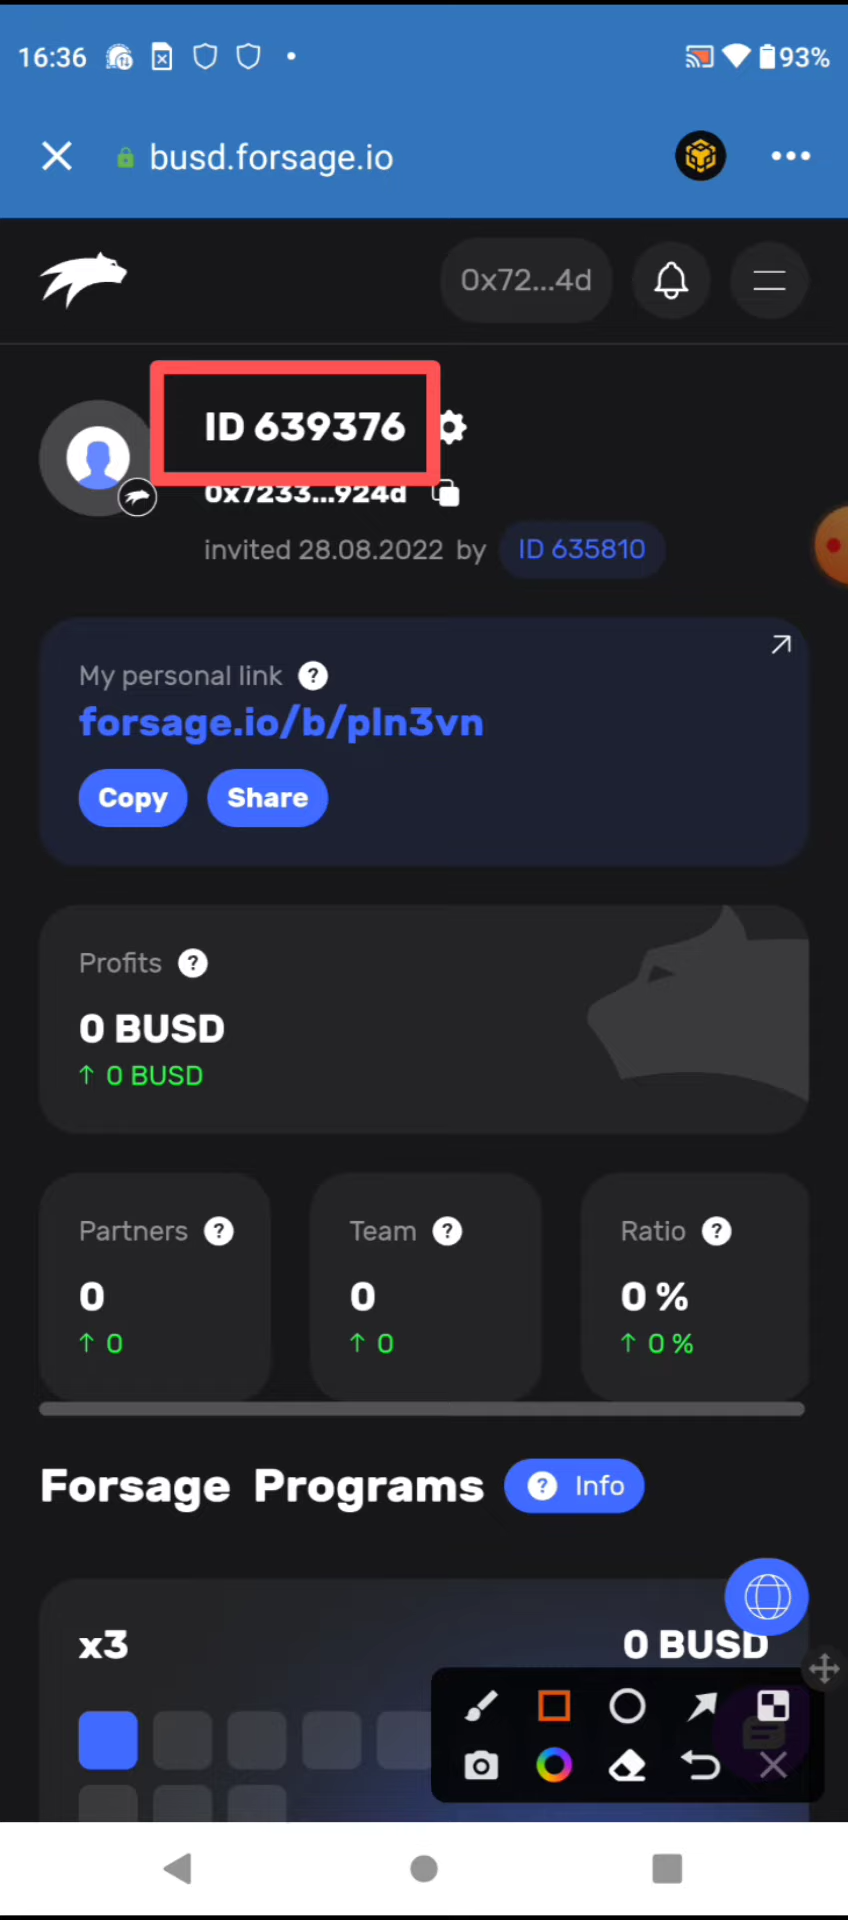 16:36
93%
busd.forsage.io
0x72...4d
ID 639376
0x7233...924d
invited 28.08.2022 by ID 635810
My personal link ?
forsage.io/b/pln3vn
Copy Share
Profits ?
0 BUSD
↑ 0 BUSD
Partners ? Team ? Ratio ?
0 0 0 %
↑ 0 ↑ 0 ↑ 0 %
Forsage Programs ? Info
x3 0 BUSD